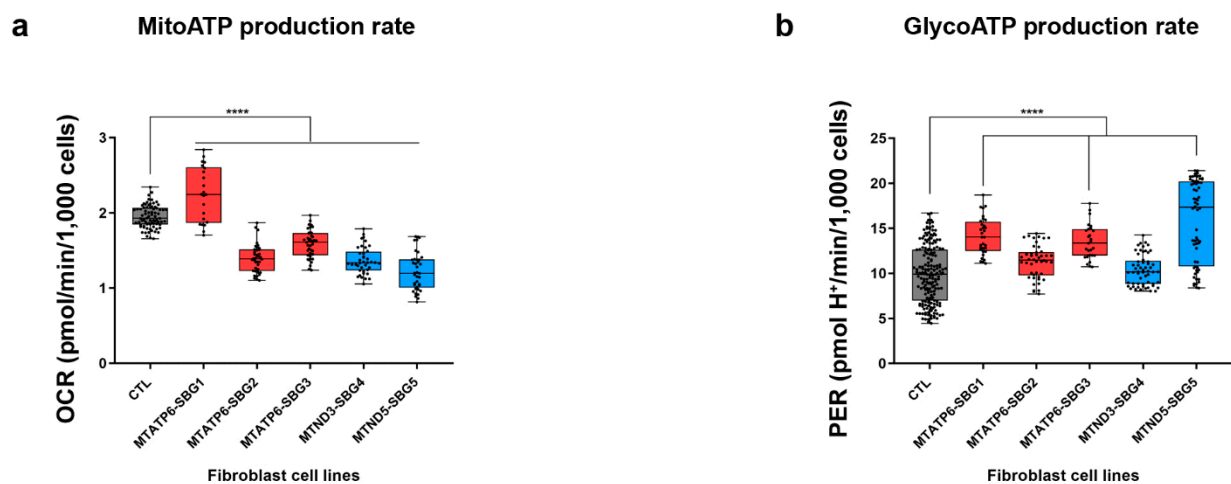 a
MitoATP production rate
OCR (pmol/min/1,000 cells)
****
3
2
1
0
CTL
MTATP6-SBG1
MTATP6-SBG2
MTATP6-SBG3
MTND3-SBG4
MTND5-SBG5
Fibroblast cell lines
b
GlycoATP production rate
PER (pmol H⁺/min/1,000 cells)
****
25
20
15
10
5
0
CTL
MTATP6-SBG1
MTATP6-SBG2
MTATP6-SBG3
MTND3-SBG4
MTND5-SBG5
Fibroblast cell lines